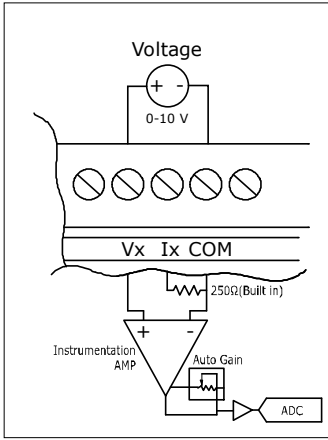 Voltage
+ -
0-10 V
Vx Ix COM
250Ω(Built in)
+ -
Instrumentation
AMP
Auto Gain
ADC